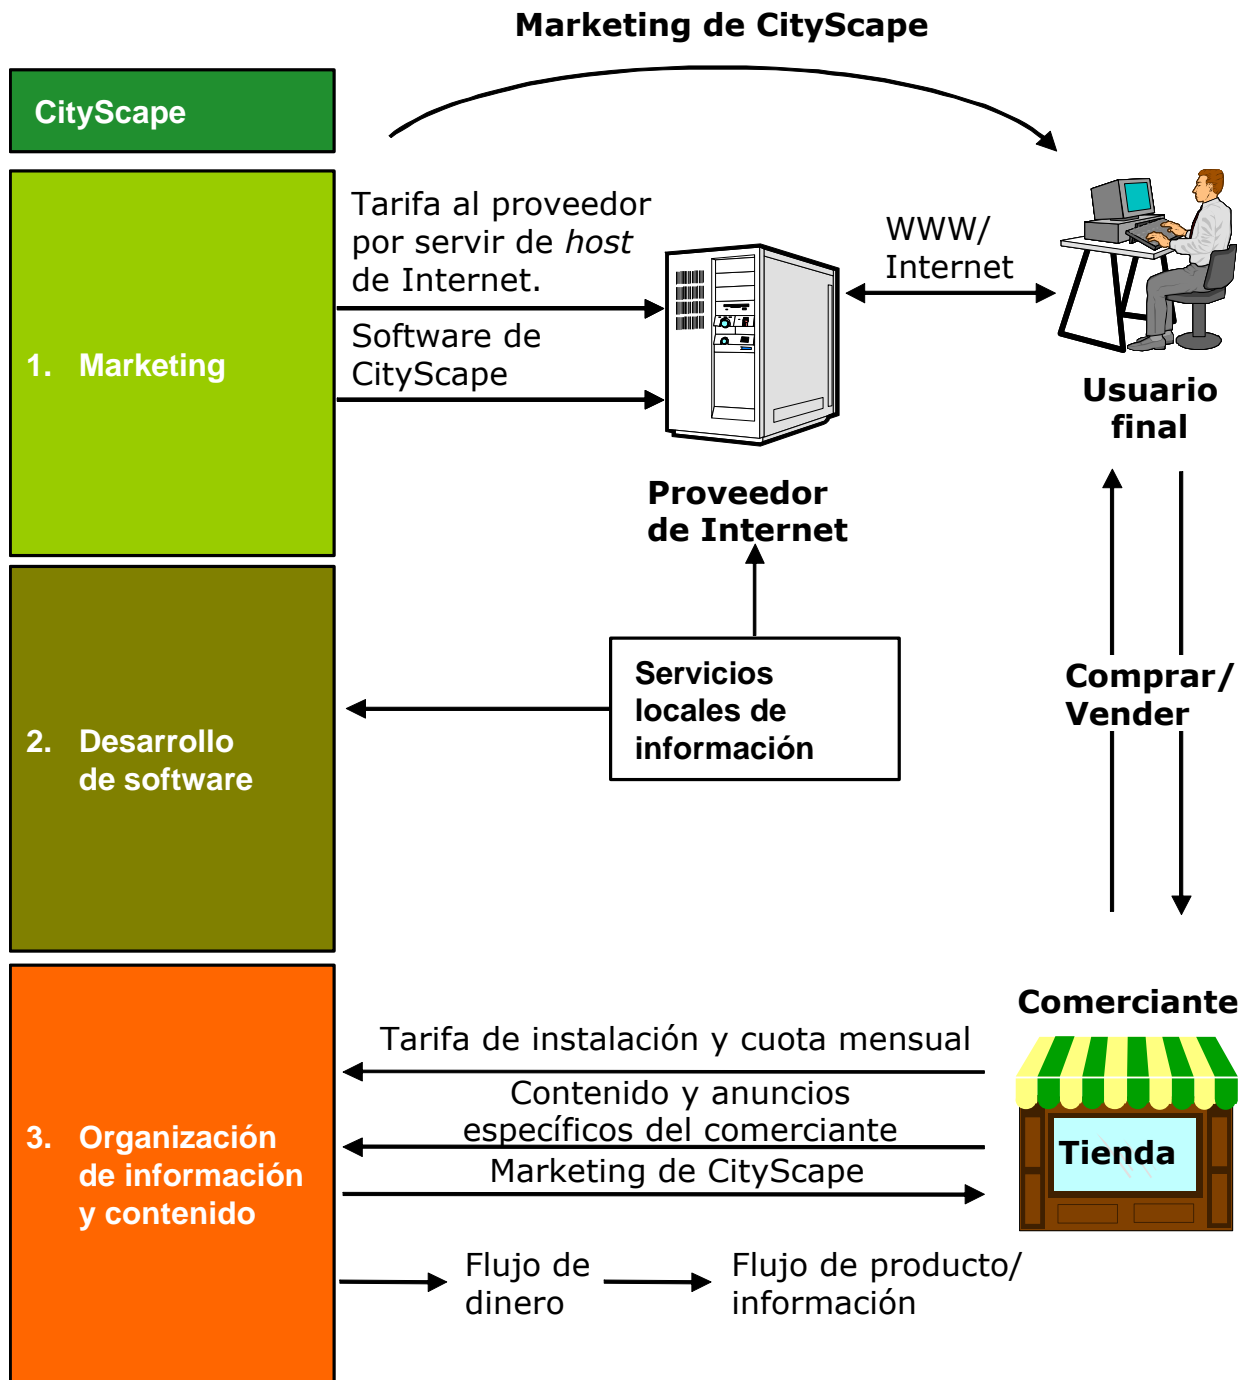 Marketing de CityScape
CityScape
1. Marketing
Tarifa al proveedor
por servir de host
de Internet.
Software de
CityScape
WWW/
Internet
Usuario
final
Proveedor
de Internet
2. Desarrollo
de software
Servicios
locales de
información
Comprar/
Vender
3. Organización
de información
y contenido
Comerciante
Tarifa de instalación y cuota mensual
Contenido y anuncios
específicos del comerciante
Marketing de CityScape
Tienda
Flujo de
dinero
Flujo de producto/
información